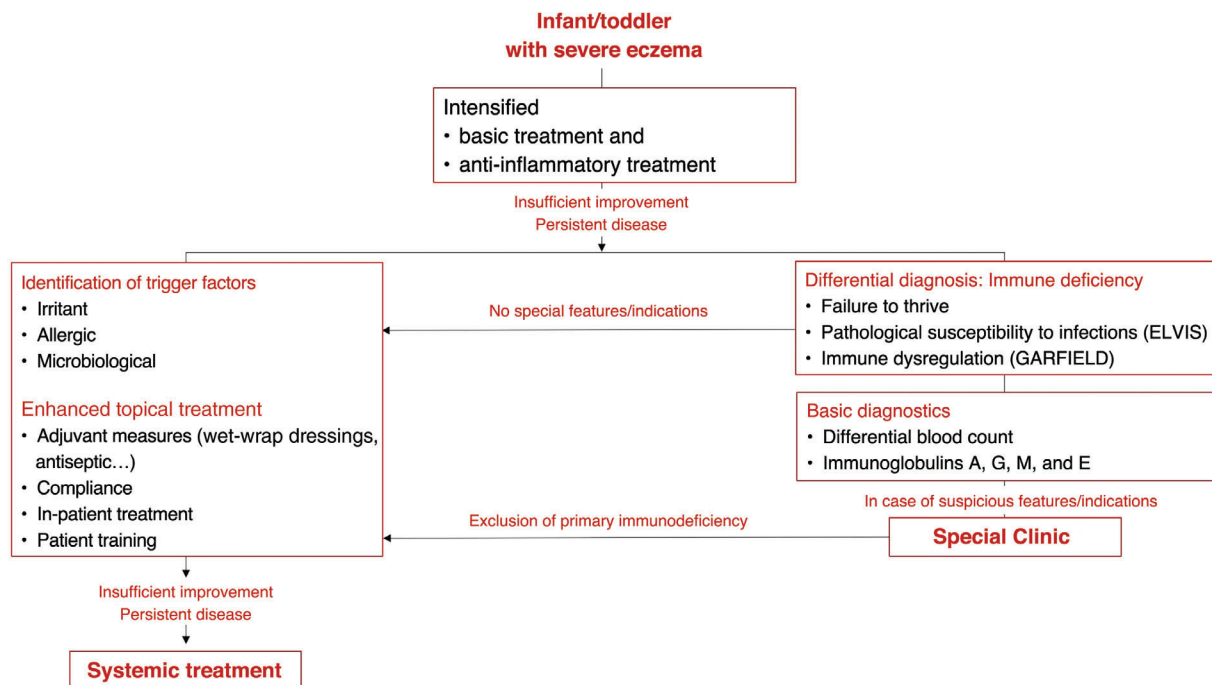 Infant/toddler
with severe eczema
Intensified
• basic treatment and
• anti-inflammatory treatment
Insufficient improvement
Persistent disease
Identification of trigger factors
• Irritant
• Allergic
• Microbiological
Enhanced topical treatment
• Adjuvant measures (wet-wrap dressings,
antiseptic...)
• Compliance
• In-patient treatment
• Patient training
No special features/indications
Differential diagnosis: Immune deficiency
• Failure to thrive
• Pathological susceptibility to infections (ELVIS)
• Immune dysregulation (GARFIELD)
Basic diagnostics
• Differential blood count
• Immunoglobulins A, G, M, and E
In case of suspicious features/indications
Exclusion of primary immunodeficiency
Special Clinic
Insufficient improvement
Persistent disease
Systemic treatment